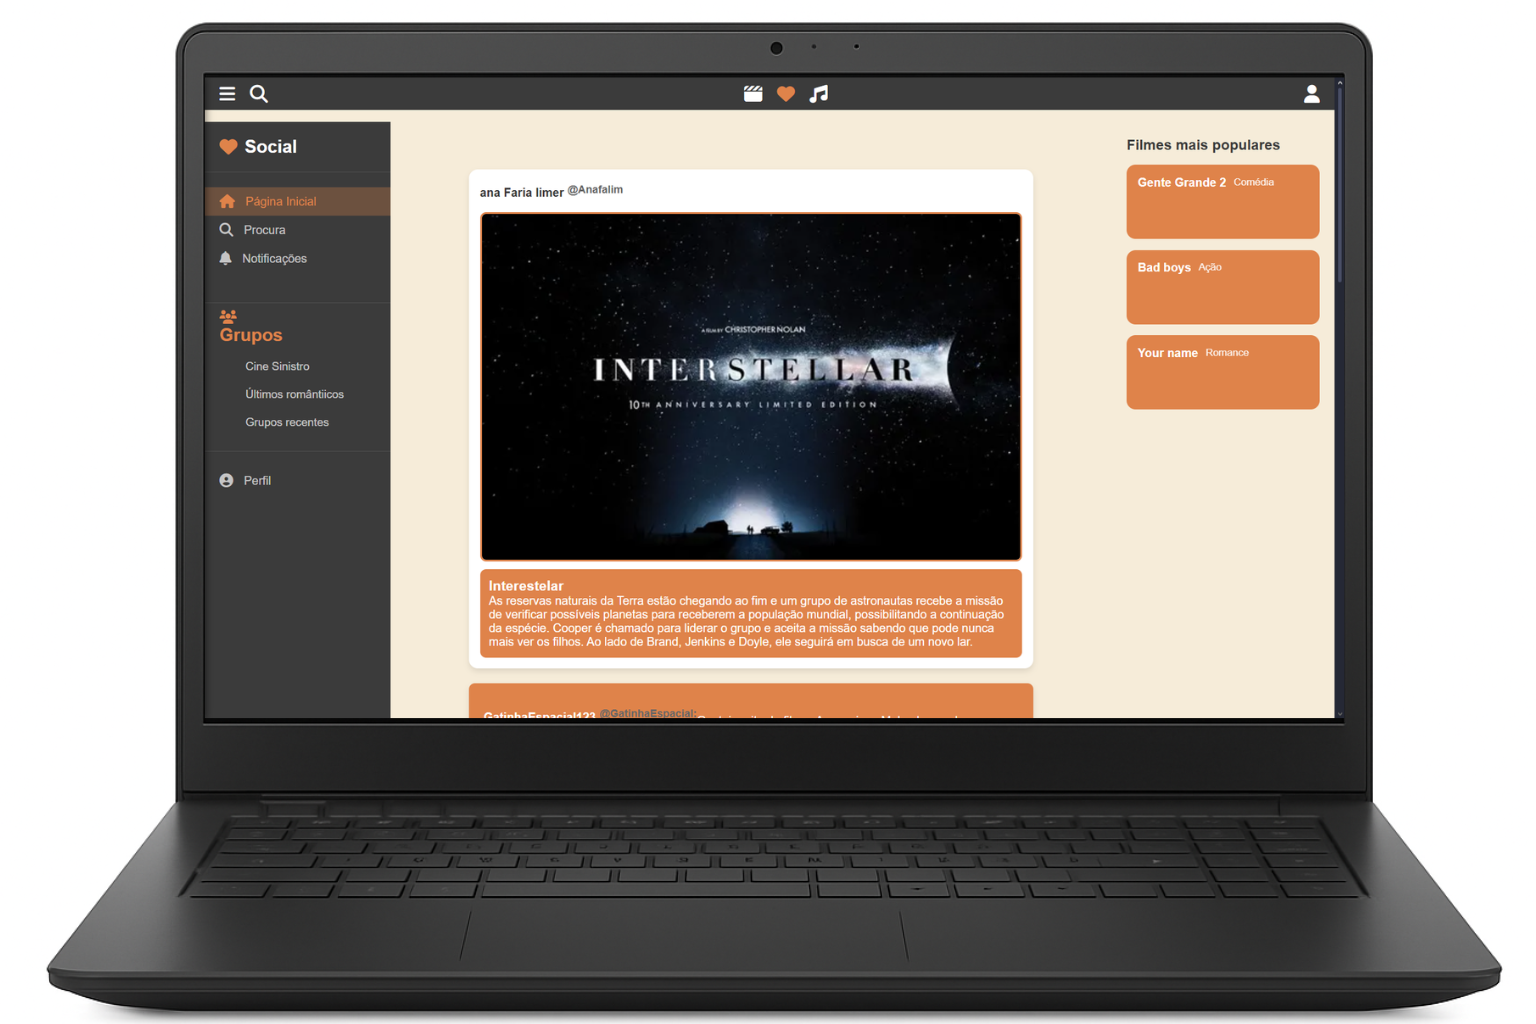 Social
Página Inicial
Procura
Notificações
Grupos
Cine Sinistro
Últimos romântiicos
Grupos recentes
Perfil
ana Faria limer @Anafalim
A FILM BY CHRISTOPHER NOLAN
INTERSTELLAR
10TH ANNIVERSARY LIMITED EDITION
Interestelar
As reservas naturais da Terra estão chegando ao fim e um grupo de astronautas recebe a missão
de verificar possíveis planetas para receberem a população mundial, possibilitando a continuação
da espécie. Cooper é chamado para liderar o grupo e aceita a missão sabendo que pode nunca
mais ver os filhos. Ao lado de Brand, Jenkins e Doyle, ele seguirá em busca de um novo lar.
GatinhaEspacial123 @GatinhaEspacial:
Filmes mais populares
Gente Grande 2 Comédia
Bad boys Ação
Your name Romance